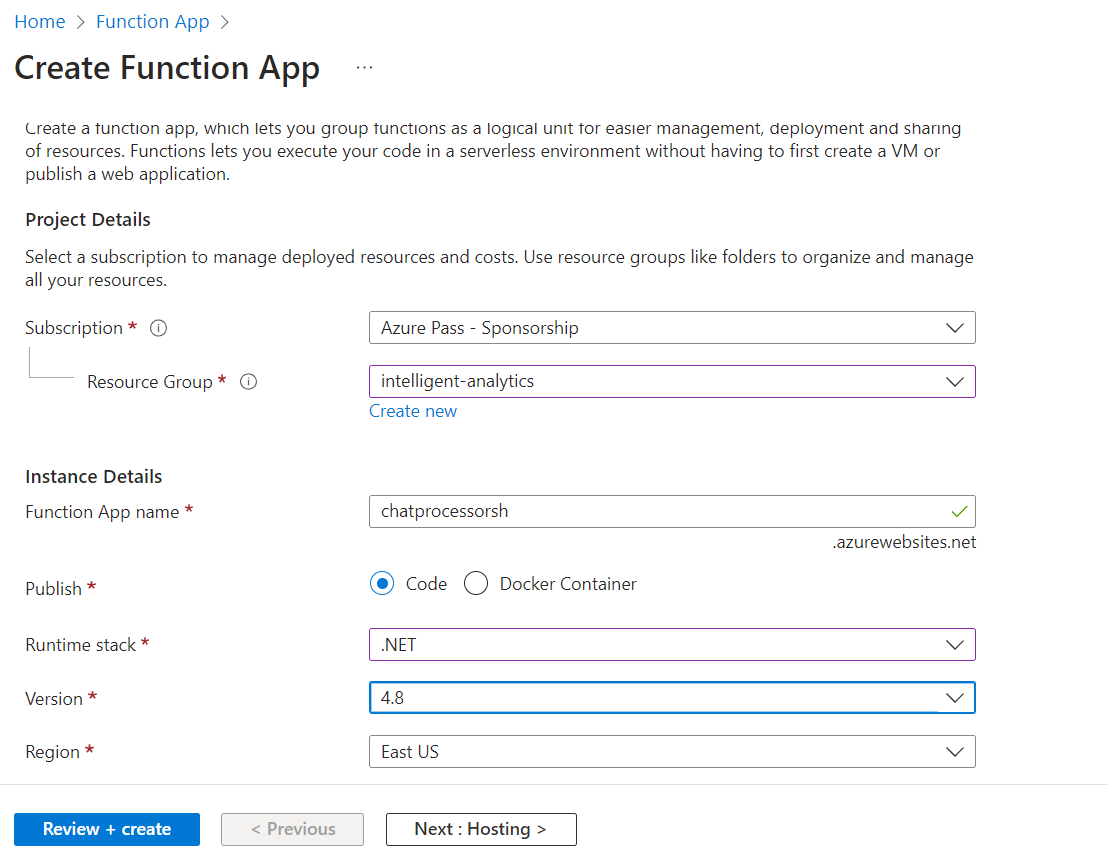 Home > Function App >
Create Function App ...
Create a function app, which lets you group functions as a logical unit for easier management, deployment and sharing
of resources. Functions lets you execute your code in a serverless environment without having to first create a VM or
publish a web application.
Project Details
Select a subscription to manage deployed resources and costs. Use resource groups like folders to organize and manage
all your resources.
Subscription * Azure Pass - Sponsorship
Resource Group * intelligent-analytics
Create new
Instance Details
Function App name * chatprocessorsh
.azurewebsites.net
Publish * Code Docker Container
Runtime stack * .NET
Version * 4.8
Region * East US
Review + create < Previous Next : Hosting >